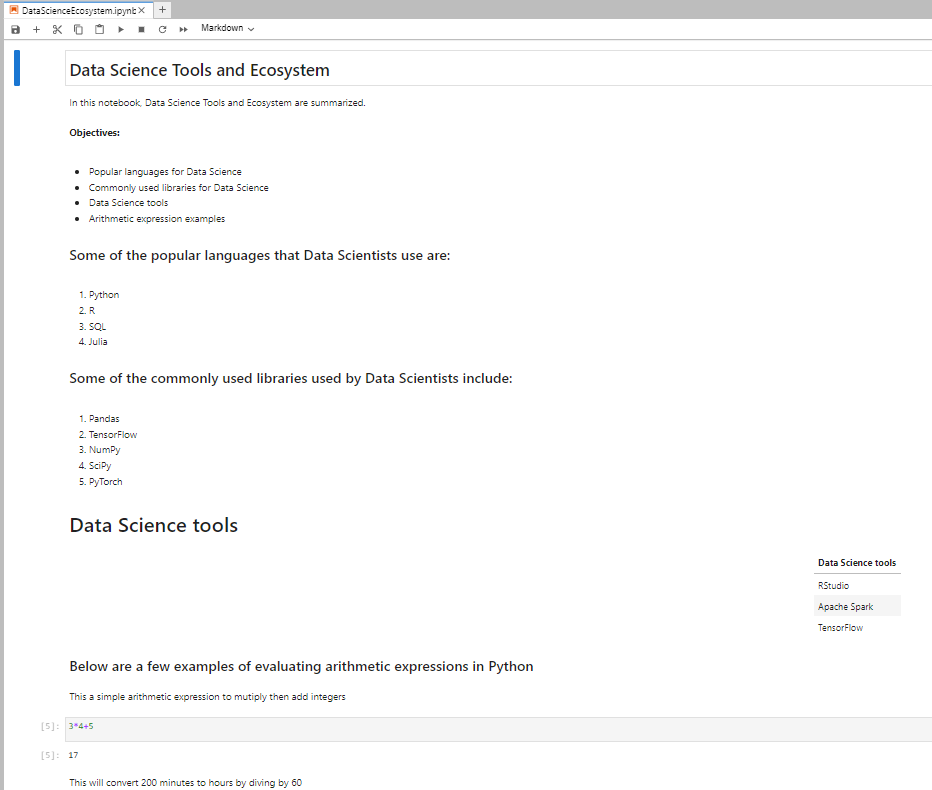 DataScienceEcosystem.ipynb
Markdown
Data Science Tools and Ecosystem
In this notebook, Data Science Tools and Ecosystem are summarized.
Objectives:
Popular languages for Data Science
Commonly used libraries for Data Science
Data Science tools
Arithmetic expression examples
Some of the popular languages that Data Scientists use are:
1. Python
2. R
3. SQL
4. Julia
Some of the commonly used libraries used by Data Scientists include:
1. Pandas
2. TensorFlow
3. NumPy
4. SciPy
5. PyTorch
Data Science tools
Data Science tools
RStudio
Apache Spark
TensorFlow
Below are a few examples of evaluating arithmetic expressions in Python
This a simple arithmetic expression to mutiply then add integers
[5]: 3*4+5
[5]: 17
This will convert 200 minutes to hours by diving by 60